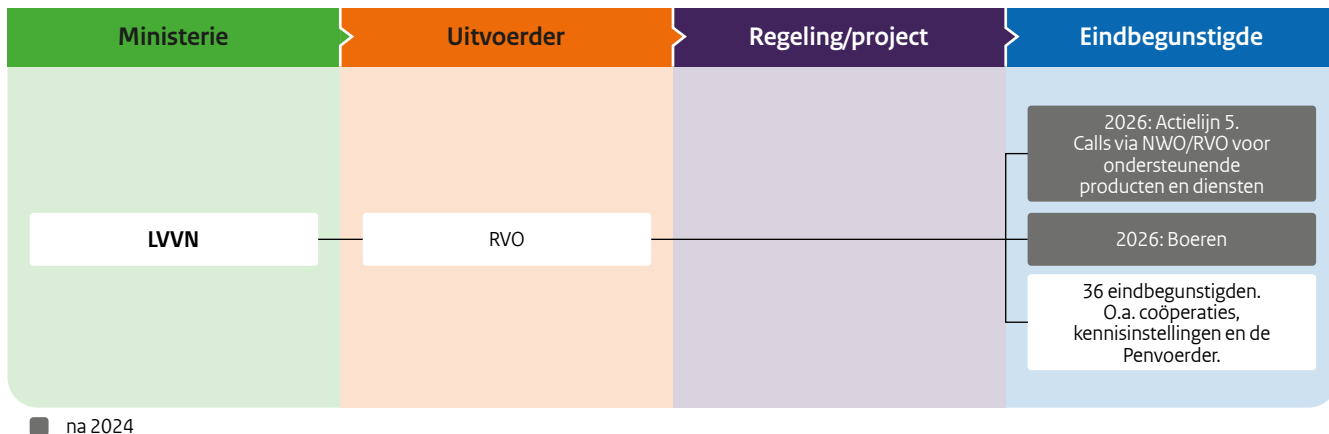 Ministerie
Uitvoerder
Regeling/project
Eindbegunstigde
2026: Actielijn 5.
Calls via NWO/RVO voor
ondersteunende
producten en diensten
LVVN
RVO
2026: Boeren
36 eindbegunstigden.
O.a. coöperaties,
kennisinstellingen en de
Penvoerder.
na 2024